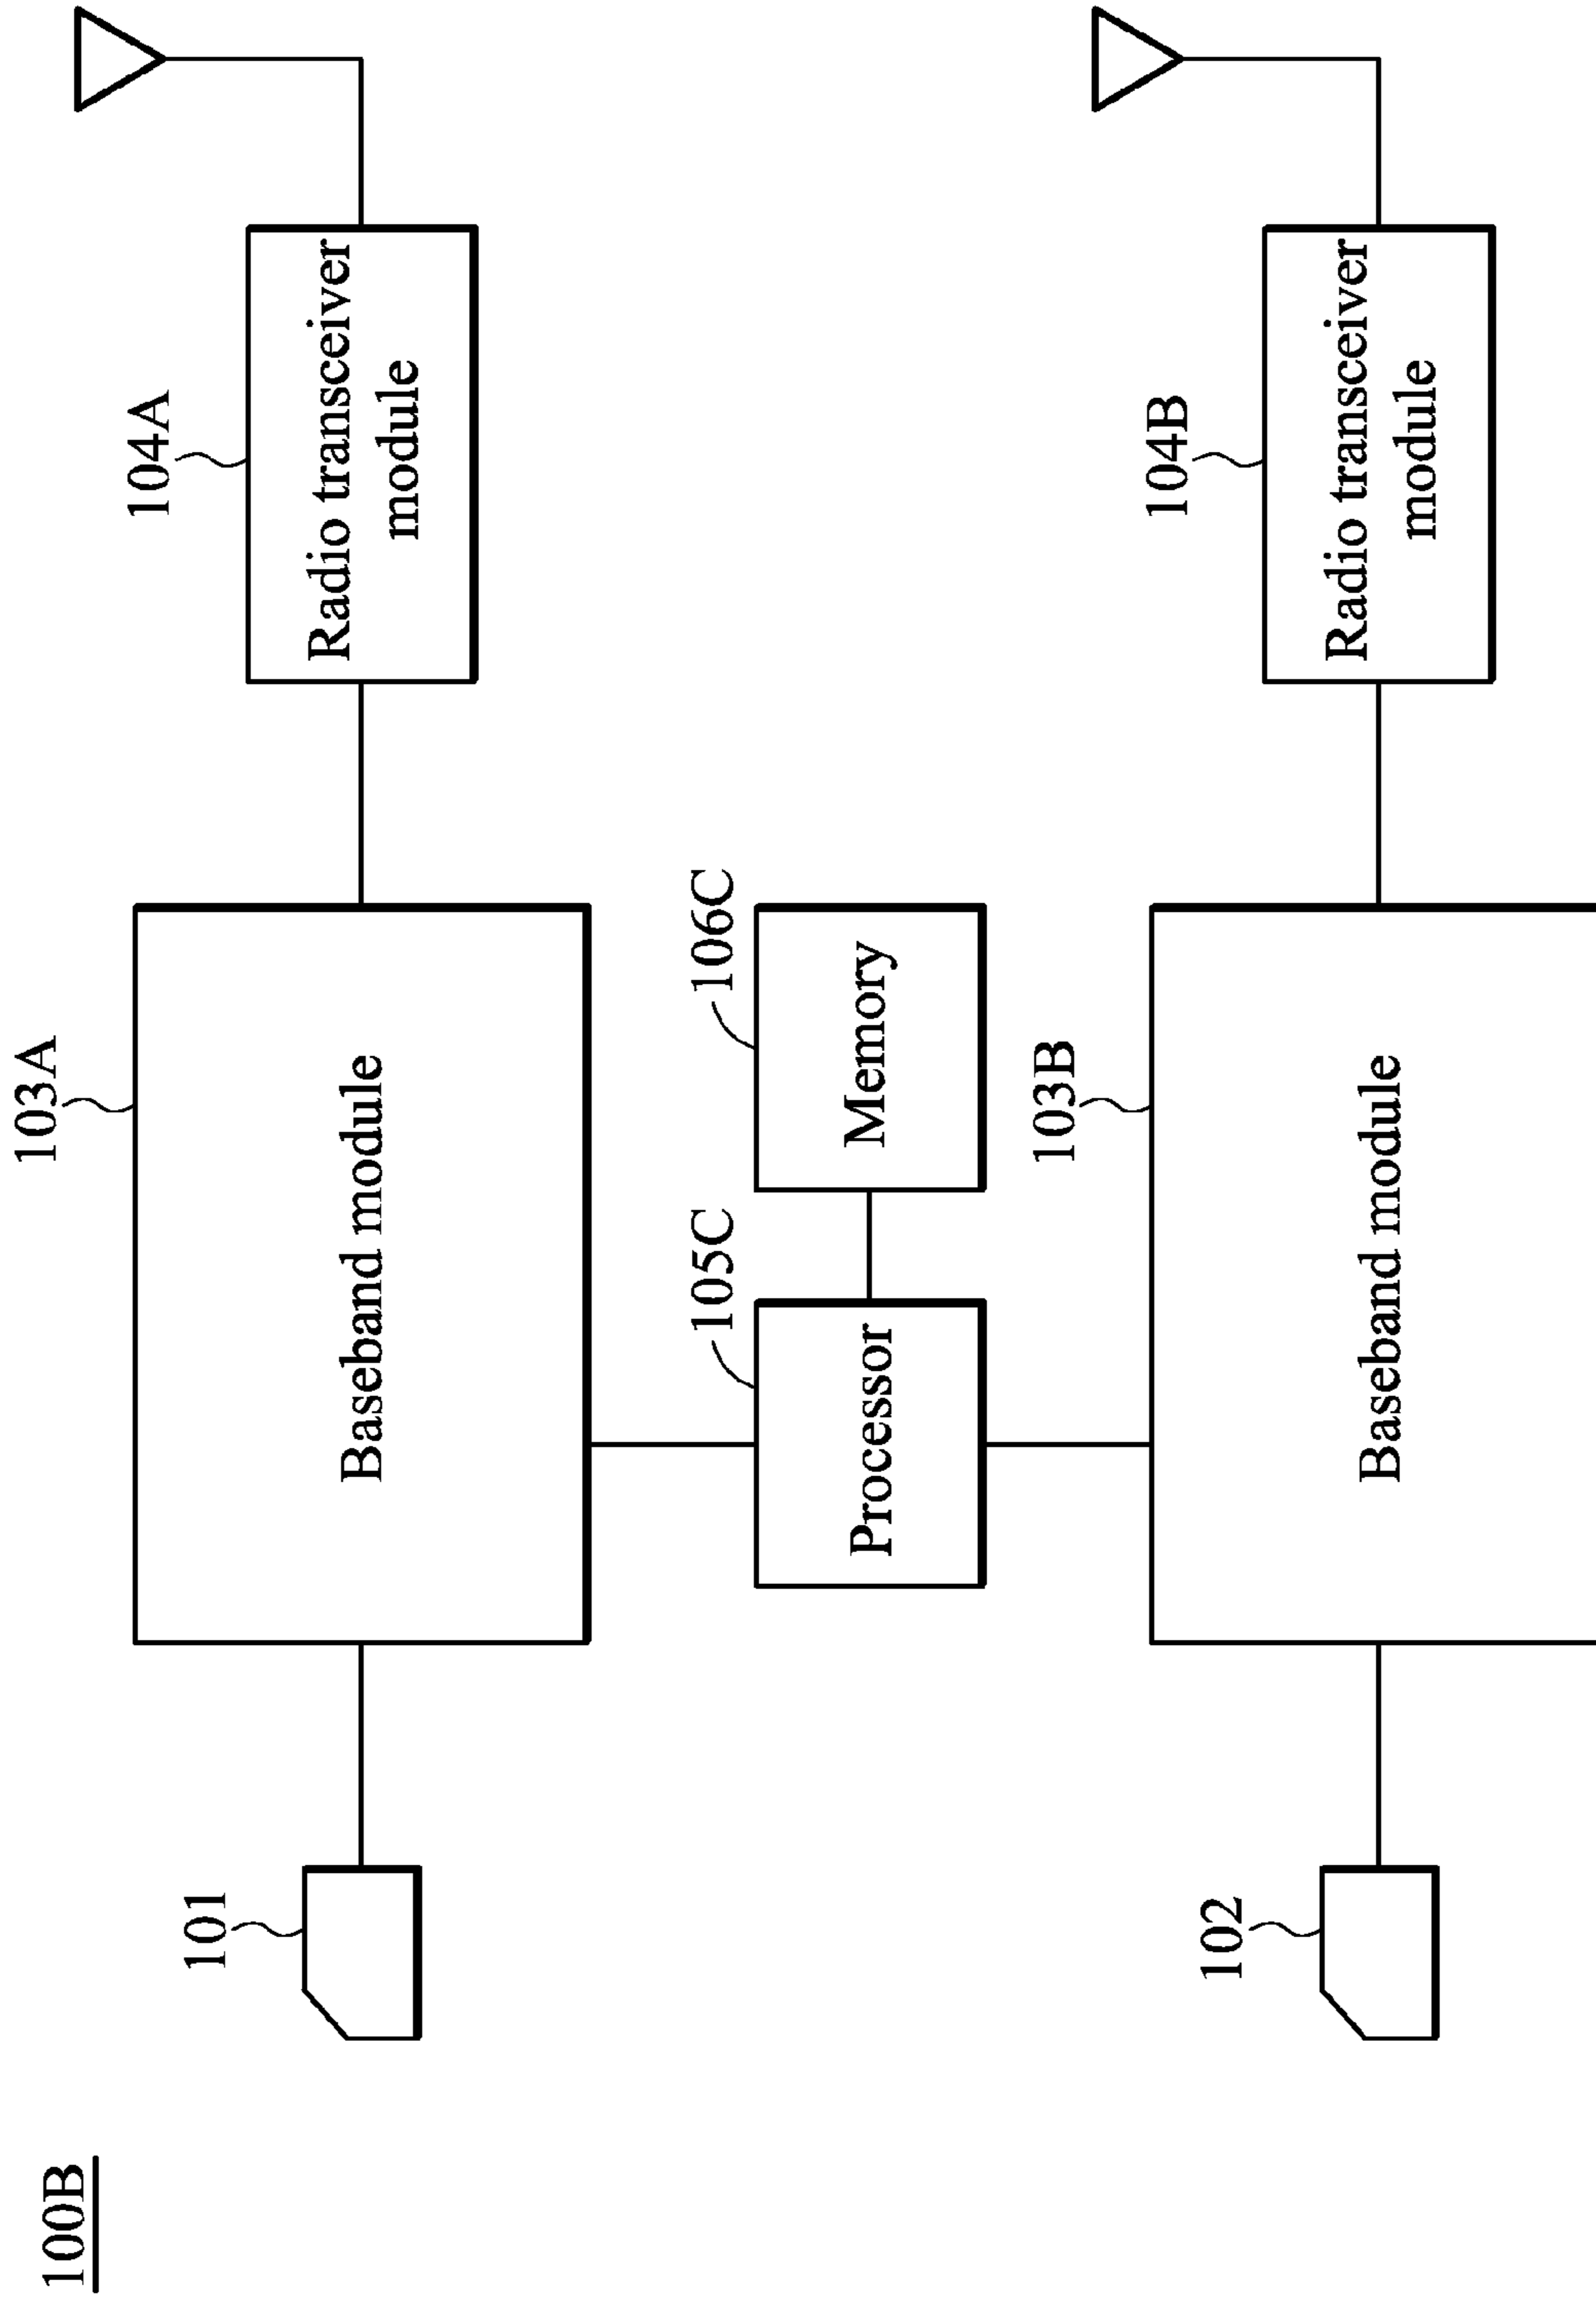 100B
103A
104A
101
Baseband module
Radio transceiver
module
105C
106C
Processor
Memory
103B
104B
102
Baseband module
Radio transceiver
module